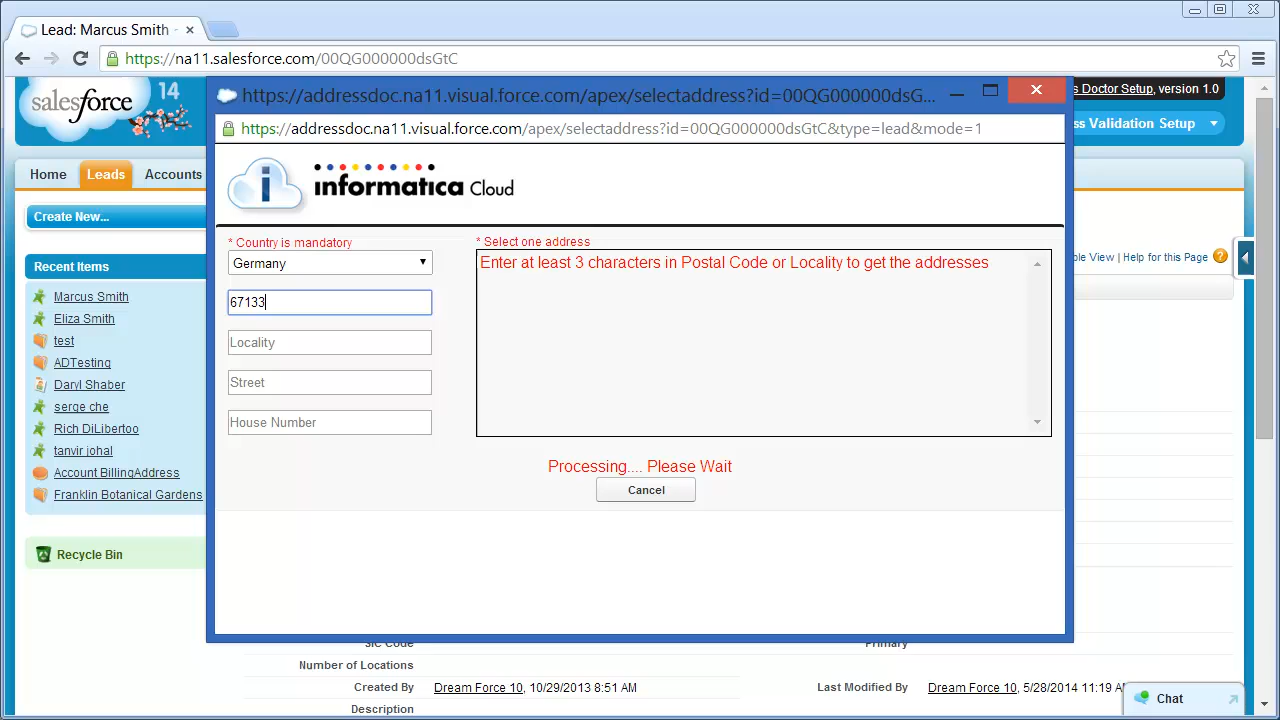 Lead: Marcus Smith -
https://na11.salesforce.com/00QG000000dsGtC
salesforce
14
s Doctor Setup, version 1.0
ss Validation Setup
Home Leads Accounts
Create New...
Recent Items
Marcus Smith
Eliza Smith
test
ADTesting
Daryl Shaber
serge che
Rich DiLibertoo
tanvir johal
Account BillingAddress
Franklin Botanical Gardens
Recycle Bin
https://addressdoc.na11.visual.force.com/apex/selectaddress?id=00QG000000dsG...
https://addressdoc.na11.visual.force.com/apex/selectaddress?id=00QG000000dsGtC&type=lead&mode=1
i informatica Cloud
* Country is mandatory
Germany
67133
Locality
Street
House Number
* Select one address
Enter at least 3 characters in Postal Code or Locality to get the addresses
Processing.... Please Wait
Cancel
ble View | Help for this Page ?
SIC Code
Primary
Number of Locations
Created By Dream Force 10, 10/29/2013 8:51 AM
Last Modified By Dream Force 10, 5/28/2014 11:19 A
Description
Chat